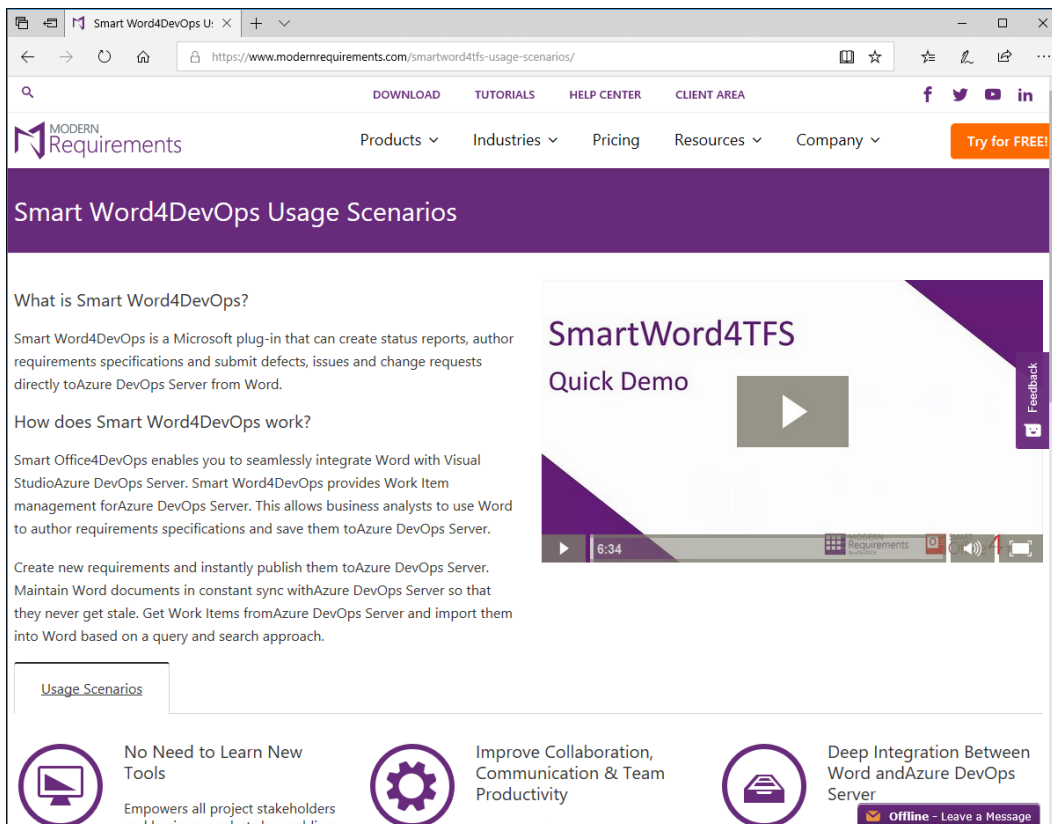 Smart Word4DevOps U:
https://www.modernrequirements.com/smartword4tfs-usage-scenarios/
DOWNLOAD TUTORIALS HELP CENTER CLIENT AREA
MODERN
Requirements
Products Industries Pricing Resources Company
Try for FREE!
Smart Word4DevOps Usage Scenarios
What is Smart Word4DevOps?
Smart Word4DevOps is a Microsoft plug-in that can create status reports, author
requirements specifications and submit defects, issues and change requests
directly toAzure DevOps Server from Word.
How does Smart Word4DevOps work?
Smart Office4DevOps enables you to seamlessly integrate Word with Visual
StudioAzure DevOps Server. Smart Word4DevOps provides Work Item
management forAzure DevOps Server. This allows business analysts to use Word
to author requirements specifications and save them toAzure DevOps Server.
Create new requirements and instantly publish them toAzure DevOps Server.
Maintain Word documents in constant sync withAzure DevOps Server so that
they never get stale. Get Work Items fromAzure DevOps Server and import them
into Word based on a query and search approach.
SmartWord4TFS
Quick Demo
6:34
MODERN
Requirements
Feedback
Usage Scenarios
No Need to Learn New
Tools
Empowers all project stakeholders
Improve Collaboration,
Communication & Team
Productivity
Deep Integration Between
Word andAzure DevOps
Server
Offline - Leave a Message